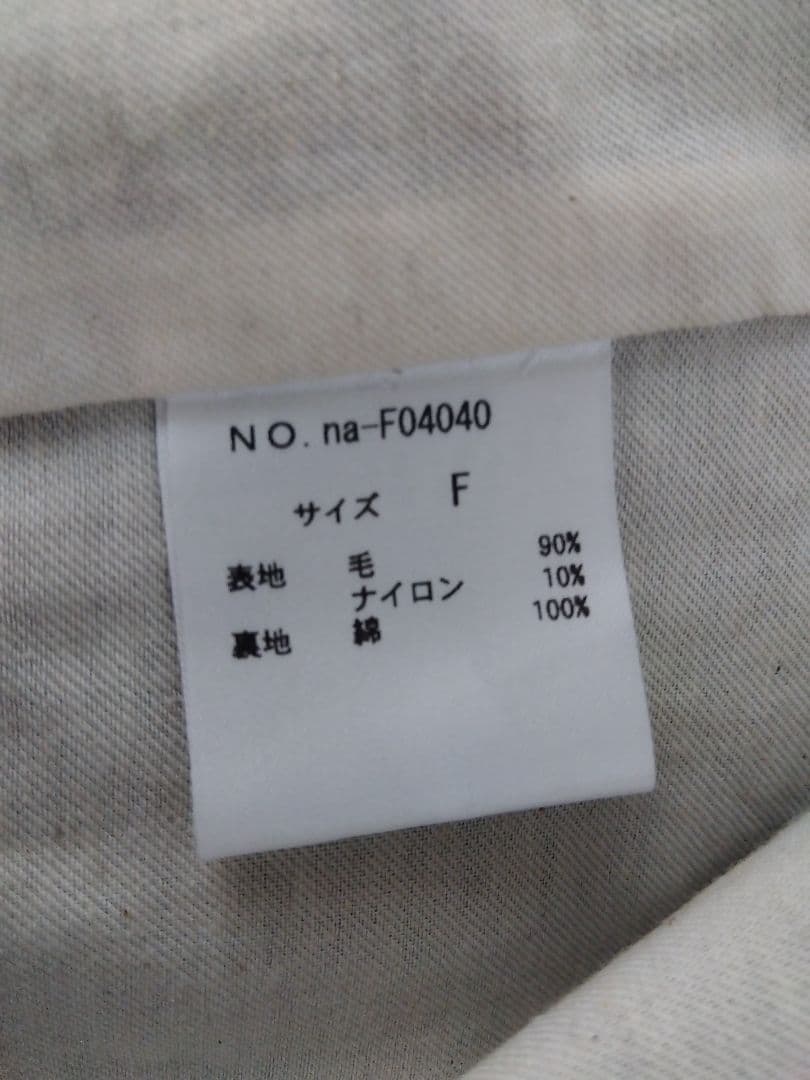 NO. na-F04040
サイズ F
表地 毛 90%
ナイロン 10%
裏地 綿 100%